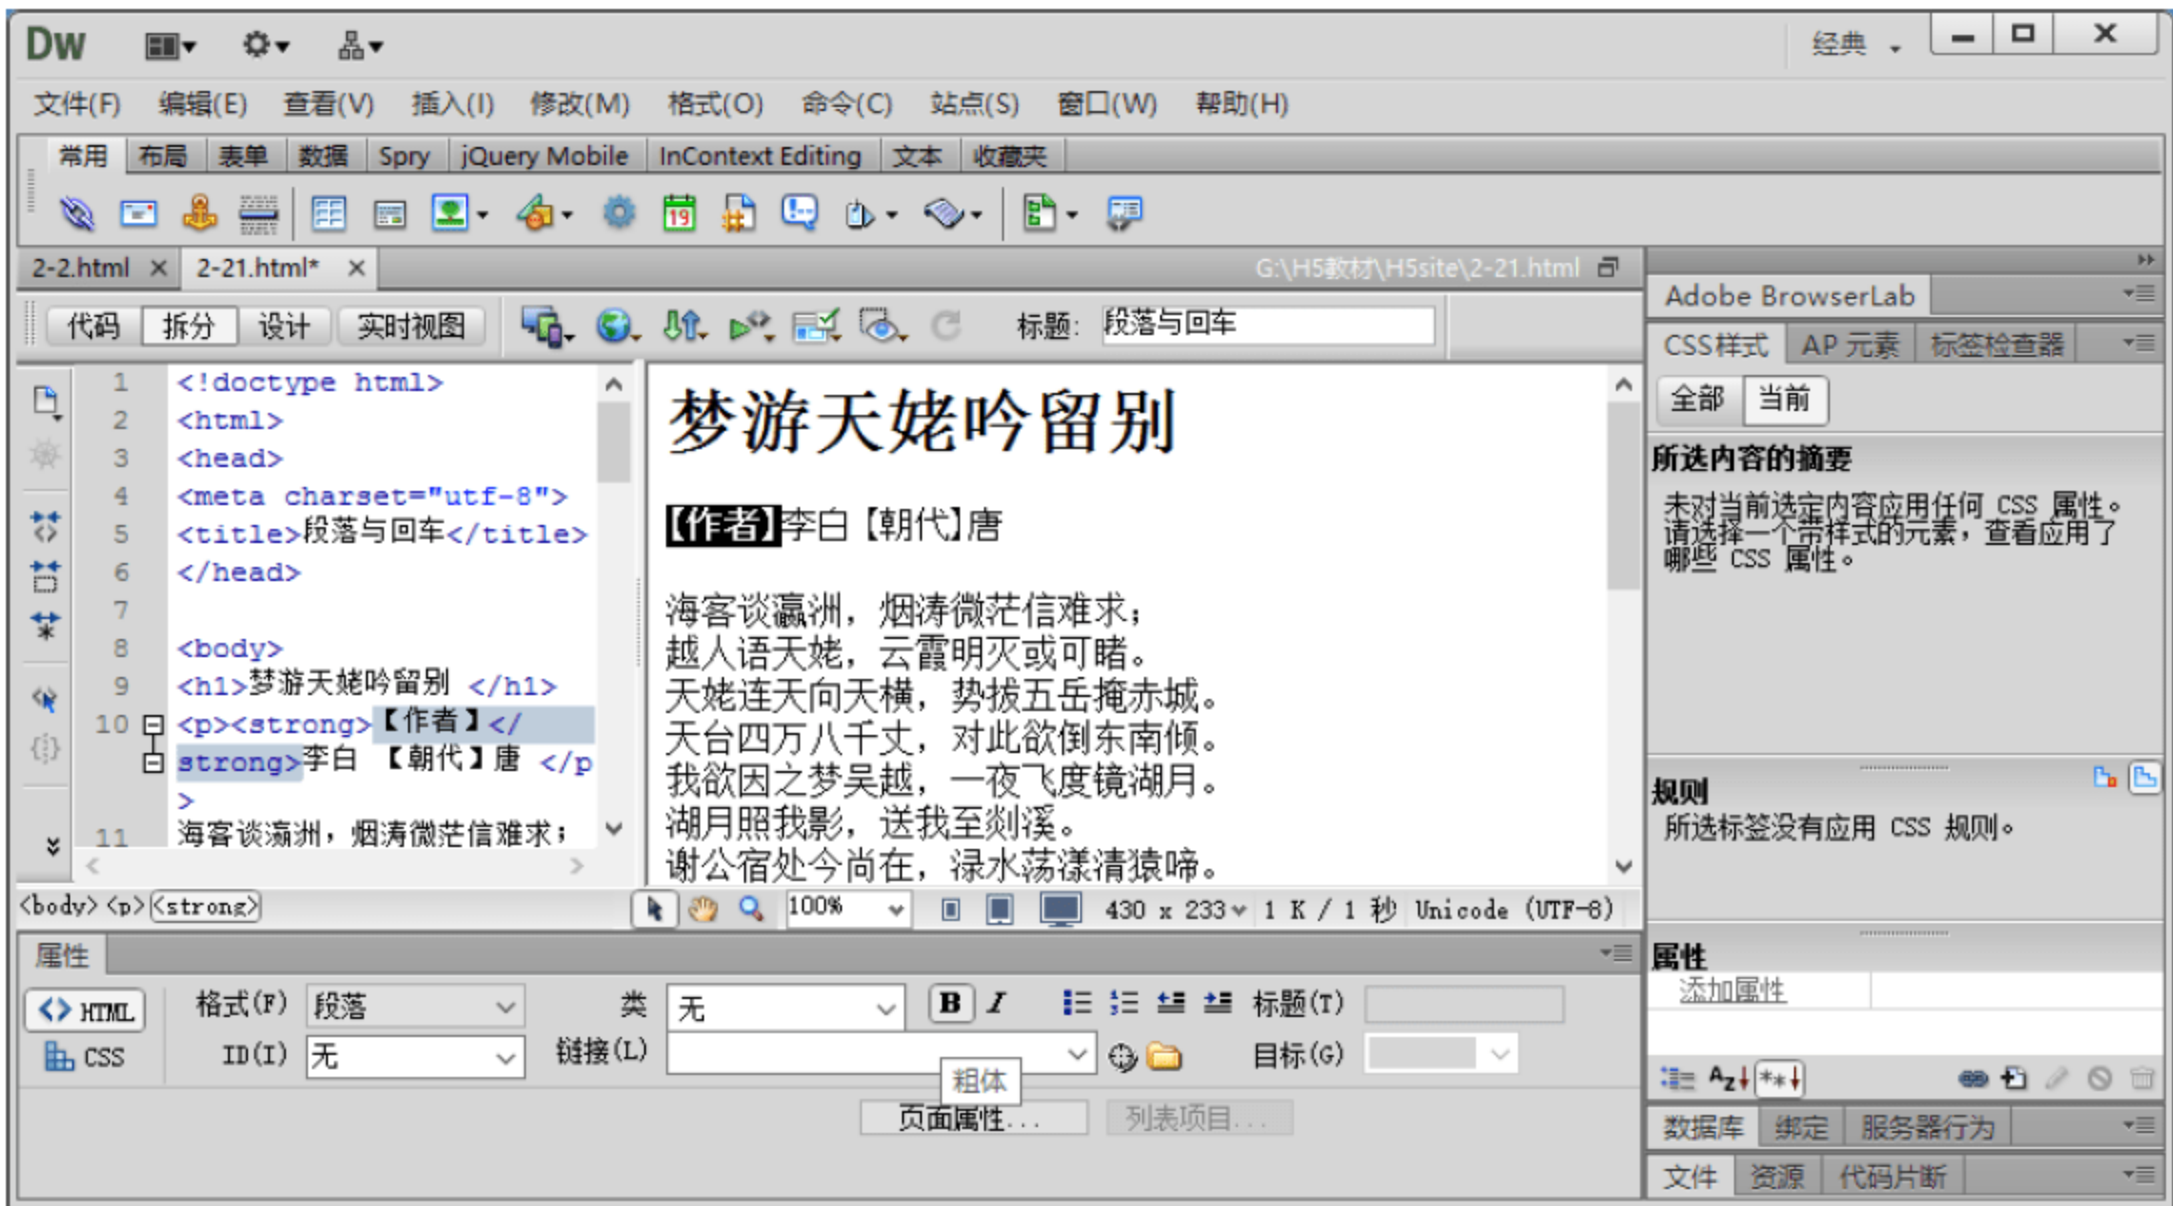 Dw 经典
文件(F) 编辑(E) 查看(V) 插入(I) 修改(M) 格式(O) 命令(C) 站点(S) 窗口(W) 帮助(H)
常用 布局 表单 数据 Spry jQuery Mobile InContext Editing 文本 收藏夹
19
2-2.html 2-21.html* G:\H5教材\H5site\2-21.html
代码 拆分 设计 实时视图 标题: 段落与回车
1 <!doctype html>
2 <html>
3 <head>
4 <meta charset="utf-8">
5 <title>段落与回车</title>
6 </head>
7
8 <body>
9 <h1>梦游天姥吟留别 </h1>
10 <p><strong>【作者】</
strong>李白 【朝代】唐 </p
>
11 海客谈瀛洲，烟涛微茫信难求；
梦游天姥吟留别
【作者】李白【朝代】唐
海客谈瀛洲，烟涛微茫信难求；
越人语天姥，云霞明灭或可睹。
天姥连天向天横，势拔五岳掩赤城。
天台四万八千丈，对此欲倒东南倾。
我欲因之梦吴越，一夜飞度镜湖月。
湖月照我影，送我至剡溪。
谢公宿处今尚在，渌水荡漾清猿啼。
<body> <p> <strong> 100% 430 x 233 1 K / 1 秒 Unicode (UTF-8)
属性
HTML 格式(F) 段落 类 无 B I 标题(T)
CSS ID(I) 无 链接(L) 目标(G)
粗体
页面属性... 列表项目...
Adobe BrowserLab
CSS样式 AP 元素 标签检查器
全部 当前
所选内容的摘要
未对当前选定内容应用任何 CSS 属性。
请选择一个带样式的元素，查看应用了
哪些 CSS 属性。
规则
所选标签没有应用 CSS 规则。
属性
添加属性
数据库 绑定 服务器行为
文件 资源 代码片断